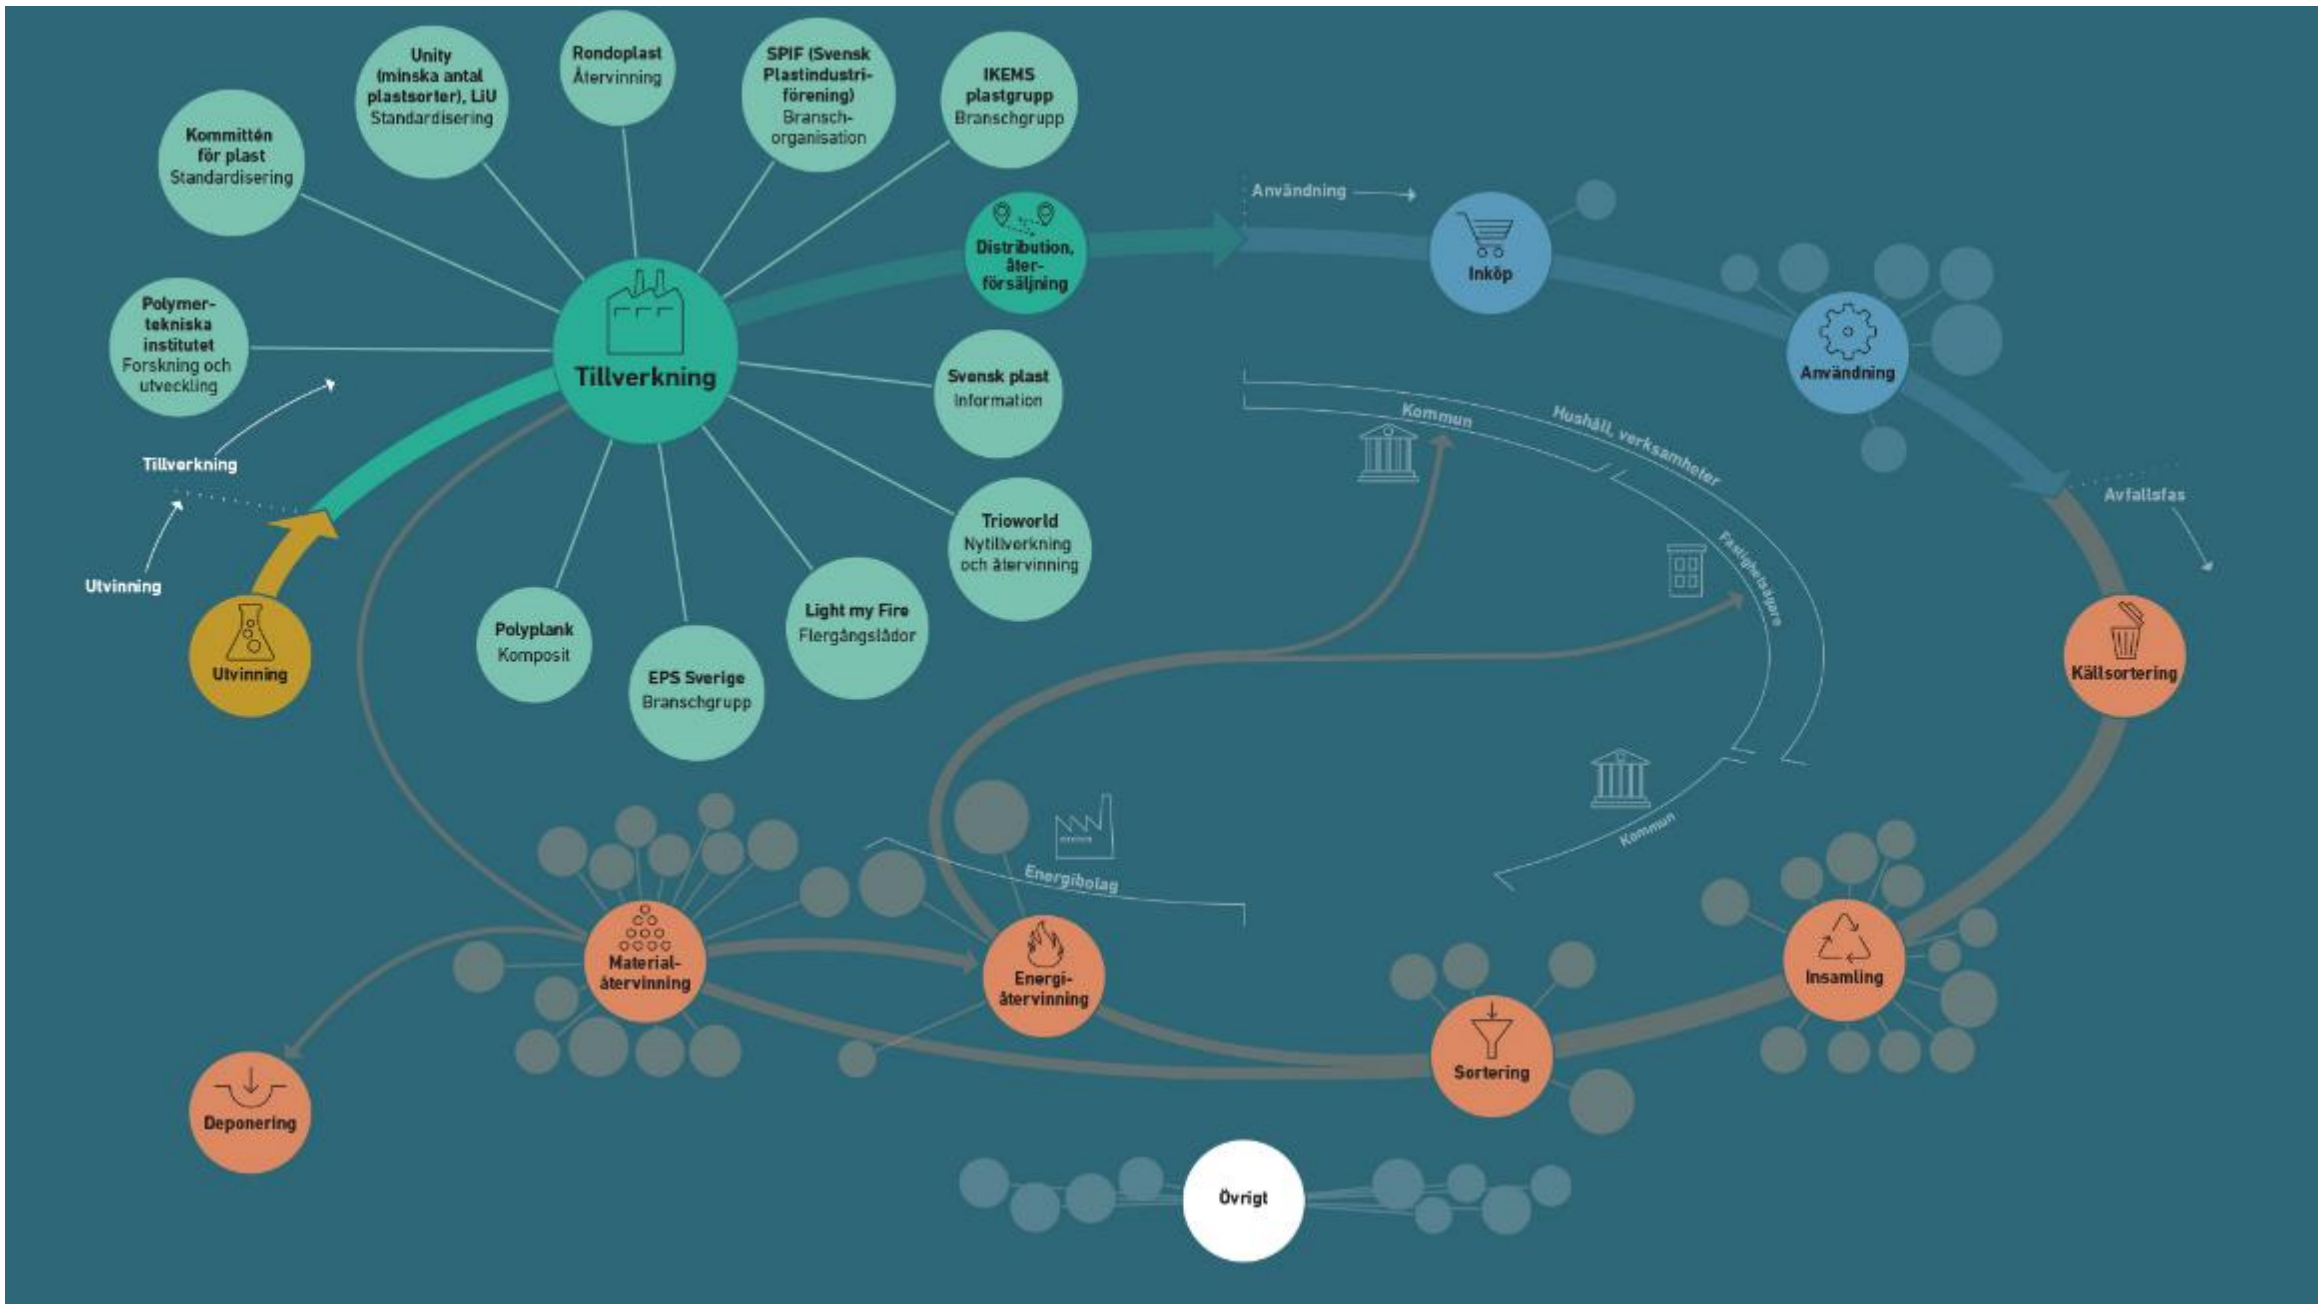 Unity
(minska antal
plastsorter), LiU
Standardisering
Rondoplast
Återvinning
SPIF (Svensk
Plastindustri-
förening)
Bransch-
organisation
IKEMS
plastgrupp
Branschgrupp
Kommittén
för plast
Standardisering
Polymer-
tekniska
institutet
Forskning och
utveckling
Tillverkning
Distribution,
åter-
försäljning
Användning
Inköp
Användning
Svensk plast
Information
Trioworld
Nytillverkning
och återvinning
Light my Fire
Flergångslådor
EPS Sverige
Branschgrupp
Polyplank
Komposit
Tillverkning
Utvinning
Utvinning
Kommun
Hushåll, verksamheter
Fastighetsägare
Avfallsfas
Källsortering
Kommun
Energibolag
Material-
återvinning
Energi-
återvinning
Insamling
Sortering
Deponering
Övrigt